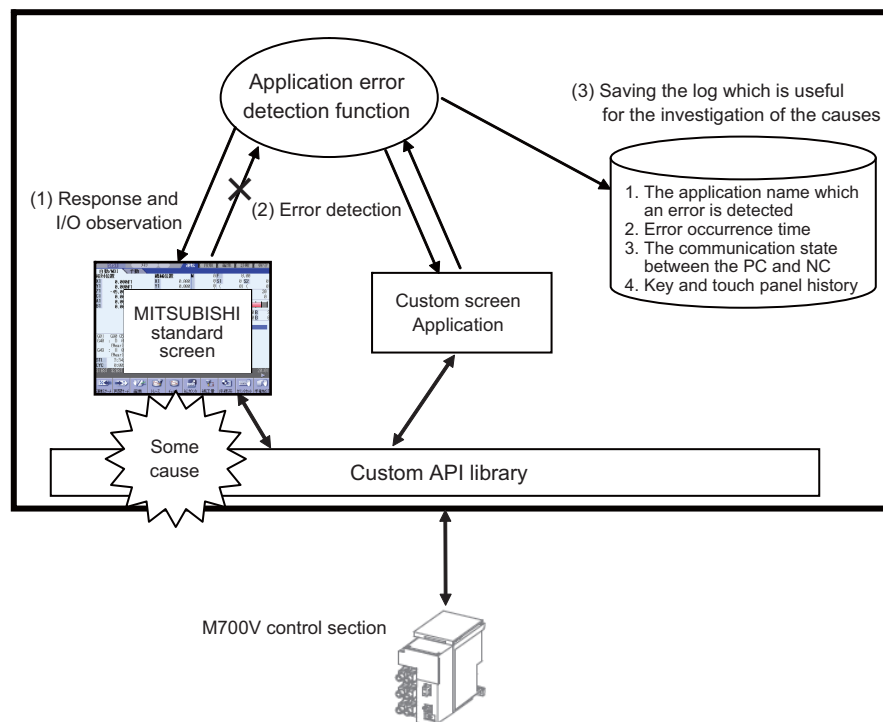 Application error
detection function
(3) Saving the log which is useful
for the investigation of the causes
1. The application name which
an error is detected
2. Error occurrence time
3. The communication state
between the PC and NC
4. Key and touch panel history
(1) Response and
I/O observation
(2) Error detection
MITSUBISHI
standard
screen
Custom screen
Application
Some
cause
Custom API library
M700V control section